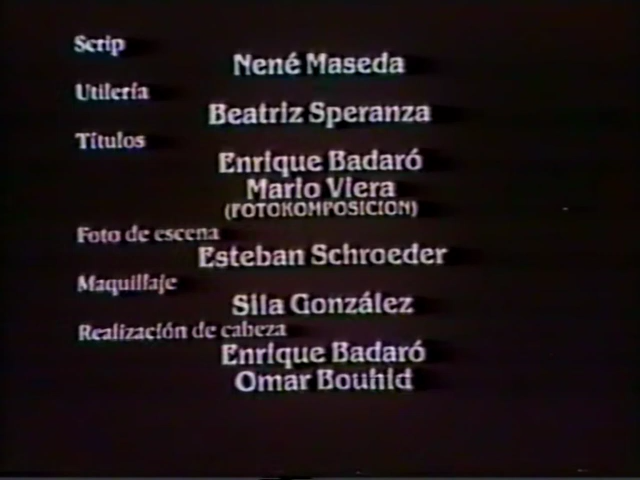 Scrip
Nené Maseda
Utilería
Beatriz Speranza
Títulos
Enrique Badaró
Mario Viera
(FOTOKOMPOSICION)
Foto de escena
Esteban Schroeder
Maquillaje
Sila González
Realización de cabeza
Enrique Badaró
Omar Bouhid